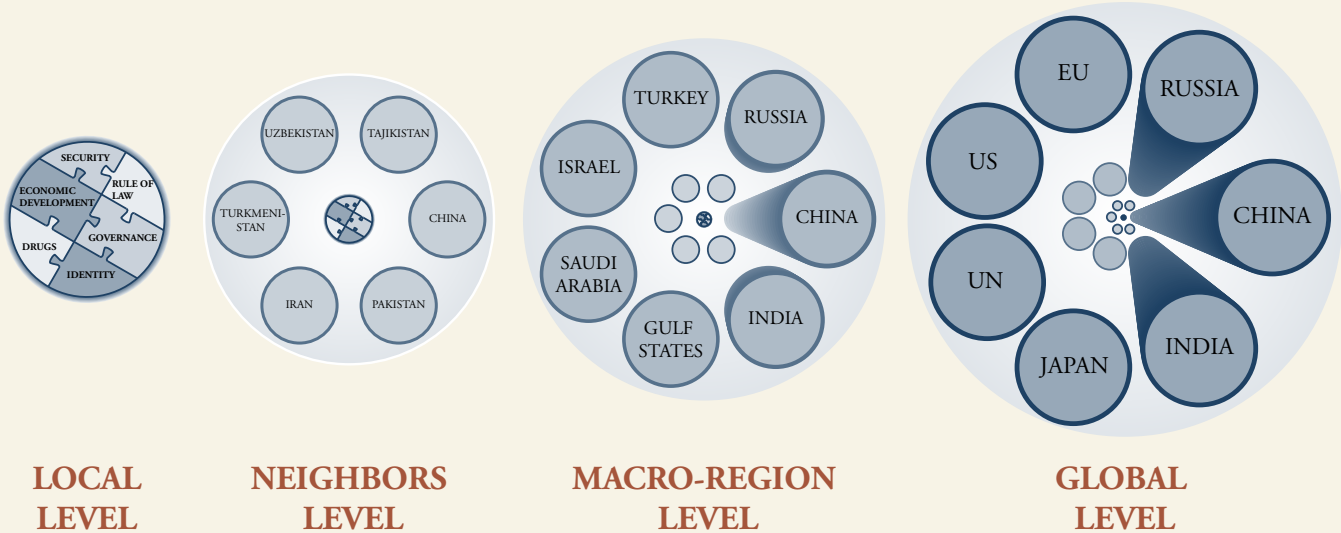 SECURITY
ECONOMIC
DEVELOPMENT
RULE OF
LAW
DRUGS
GOVERNANCE
IDENTITY
LOCAL
LEVEL
UZBEKISTAN
TAJIKISTAN
TURKMENI-
STAN
CHINA
IRAN
PAKISTAN
NEIGHBORS
LEVEL
TURKEY
RUSSIA
ISRAEL
CHINA
SAUDI
ARABIA
GULF
STATES
INDIA
MACRO-REGION
LEVEL
EU
RUSSIA
US
CHINA
UN
JAPAN
INDIA
GLOBAL
LEVEL